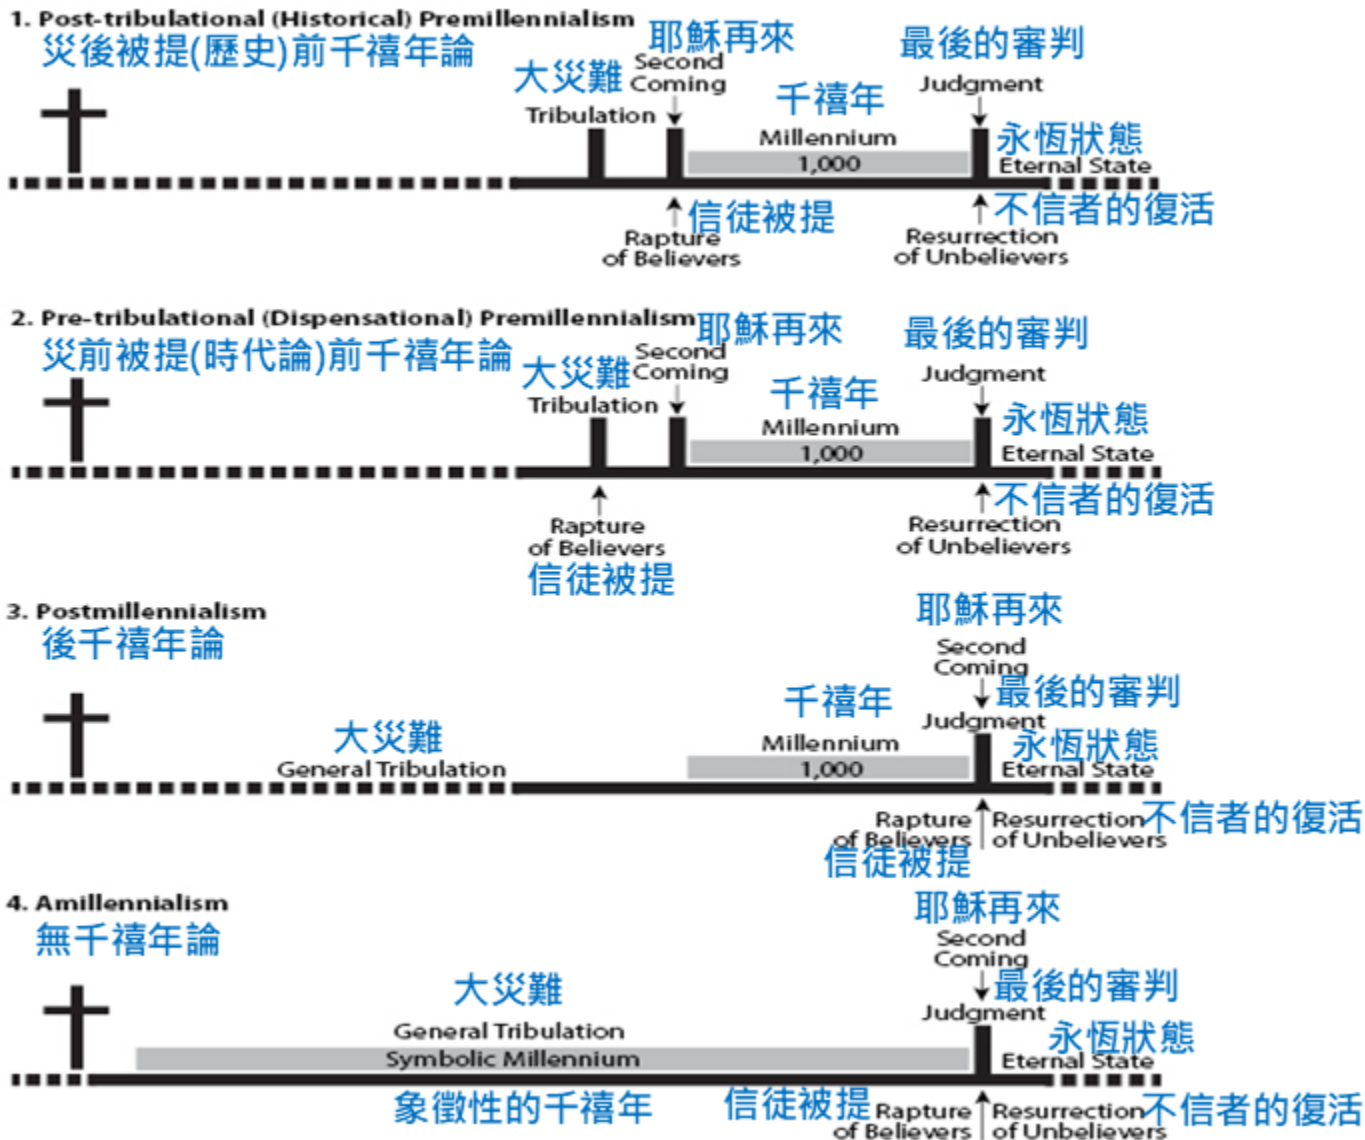 1. Post-tribulational (Historical) Premillennialism
災後被提(歷史)前千禧年論
耶穌再來
最後的審判
大災難
Second
Coming
千禧年
Judgment
Tribulation
Millennium
永恆狀態
1,000
Eternal State
信徒被提
不信者的復活
Rapture
of Believers
Resurrection
of Unbelievers
2. Pre-tribulational (Dispensational) Premillennialism
耶穌再來
最後的審判
災前被提(時代論)前千禧年論
大災難
Second
Coming
千禧年
Judgment
Tribulation
Millennium
永恆狀態
1,000
Eternal State
不信者的復活
Rapture
of Believers
信徒被提
Resurrection
of Unbelievers
3. Postmillennialism
後千禧年論
耶穌再來
Second
Coming
最後的審判
千禧年
Judgment
大災難
永恆狀態
General Tribulation
Millennium
1,000
Eternal State
Rapture
of Believers
信徒被提
Resurrection
of Unbelievers
不信者的復活
4. Amillennialism
無千禧年論
耶穌再來
Second
Coming
最後的審判
大災難
Judgment
General Tribulation
永恆狀態
Symbolic Millennium
Eternal State
象徵性的千禧年
信徒被提
Rapture
of Believers
Resurrection
of Unbelievers
不信者的復活